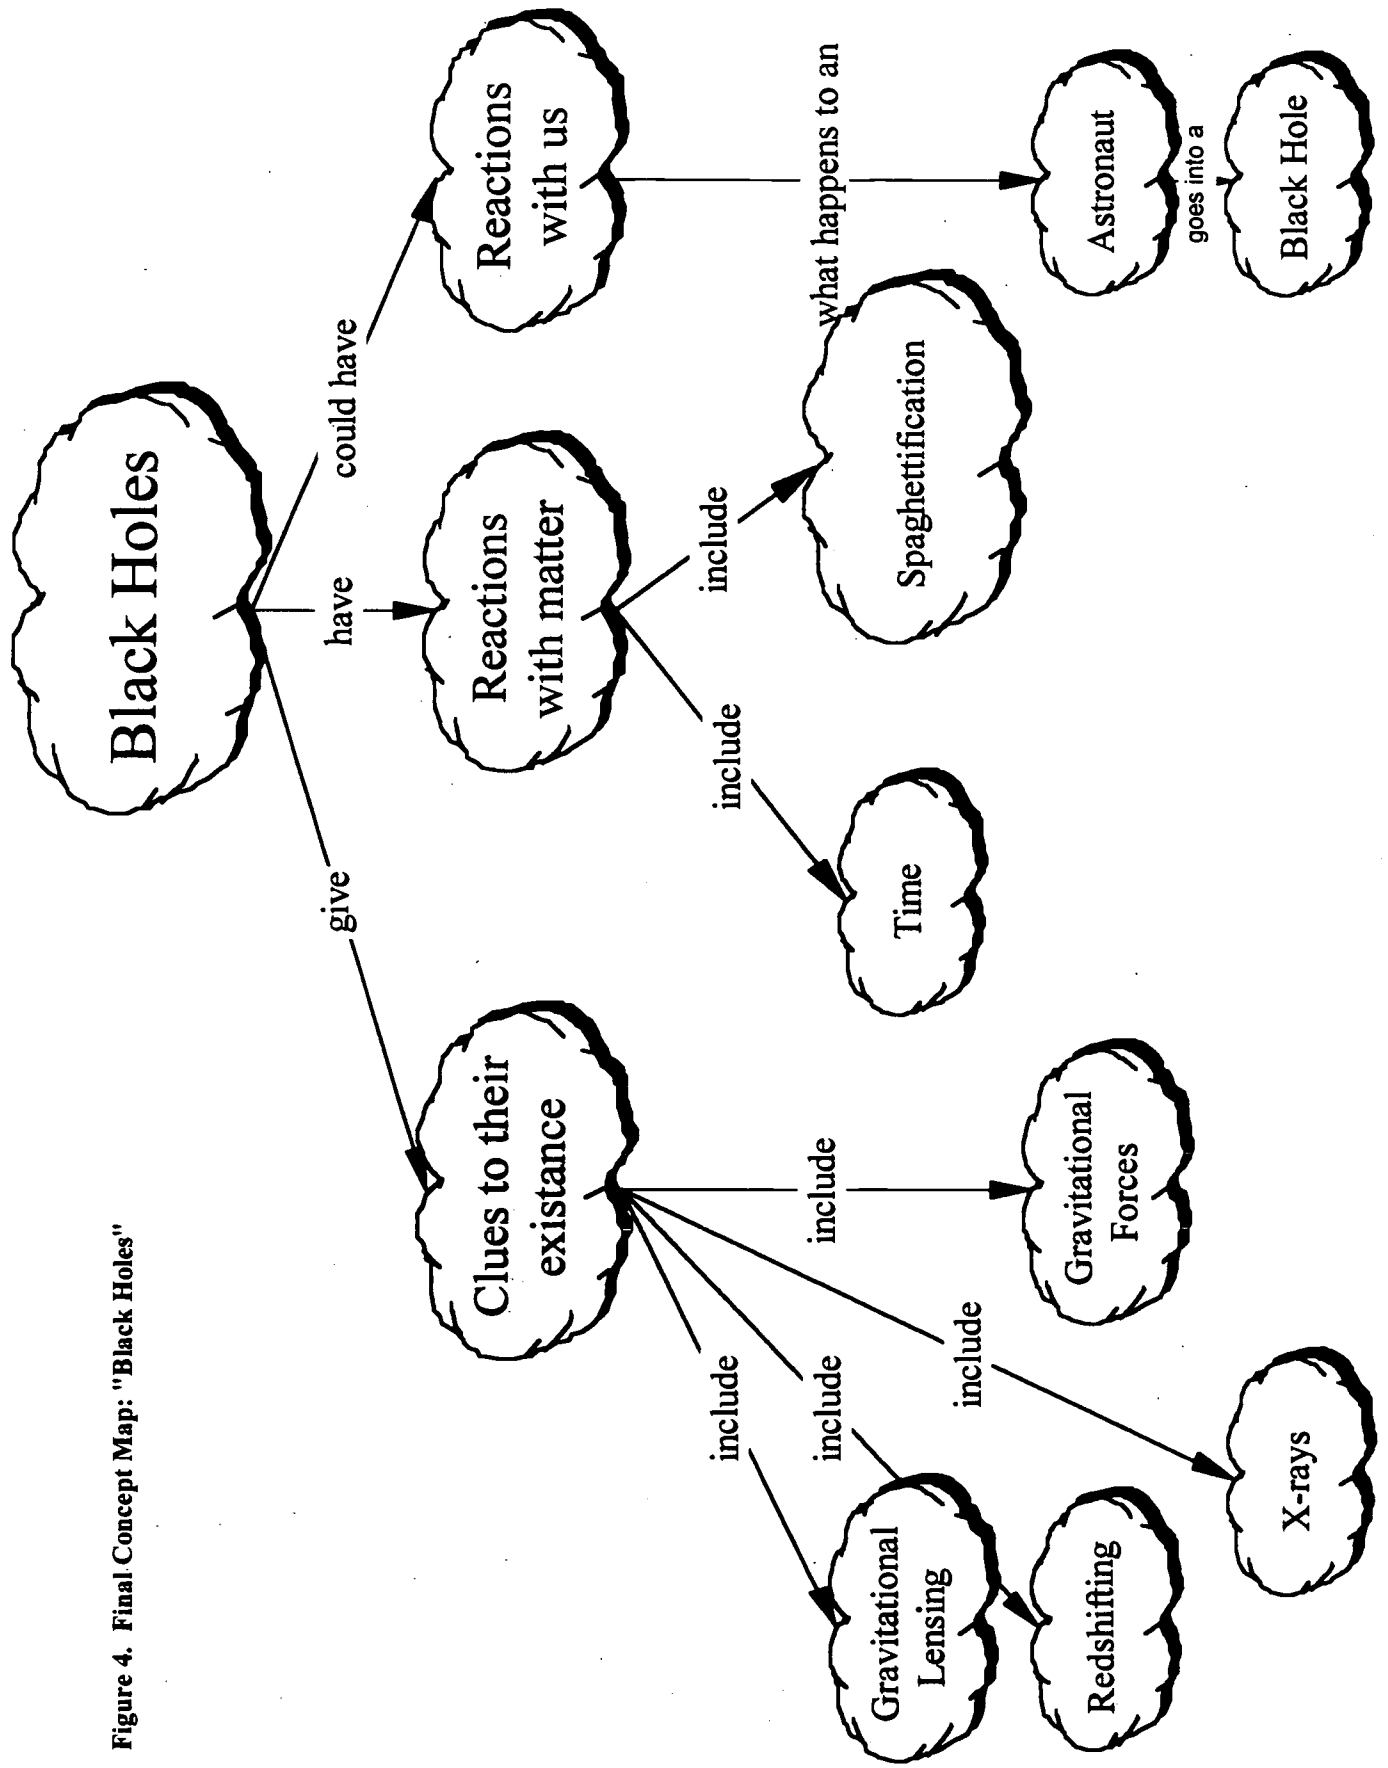 Figure 4. Final Concept Map: "Black Holes"
Black Holes
give
have
could have
Clues to their
existance
Reactions
with matter
Reactions
with us
include
include
include
include
include
include
what happens to an
Gravitational
Lensing
Redshifting
X-rays
Gravitational
Forces
Time
Spaghettification
Astronaut
goes into a
Black Hole